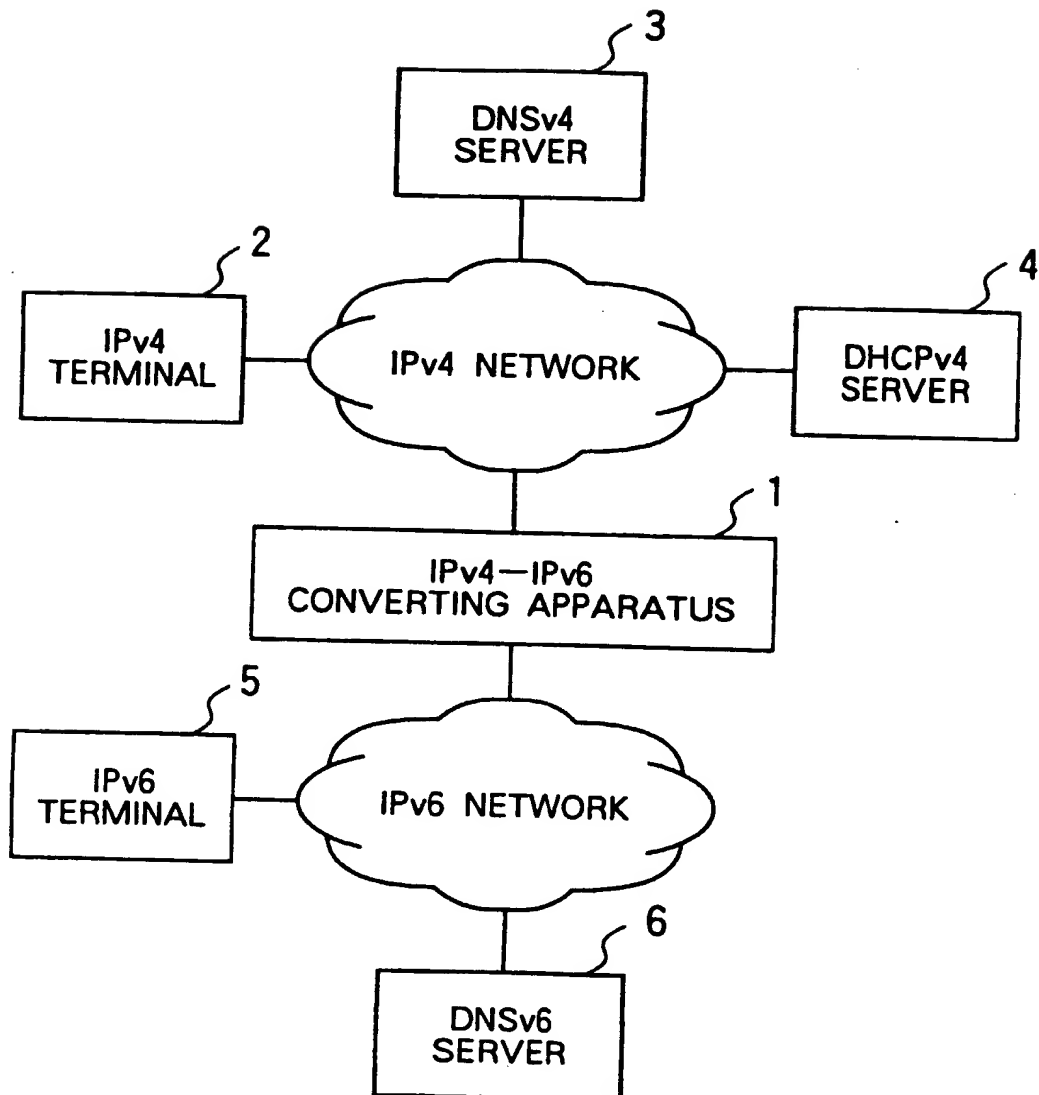 3
DNSv4
SERVER
2
4
IPv4
TERMINAL
IPv4 NETWORK
DHCPv4
SERVER
1
IPv4—IPv6
CONVERTING APPARATUS
5
IPv6
TERMINAL
IPv6 NETWORK
6
DNSv6
SERVER